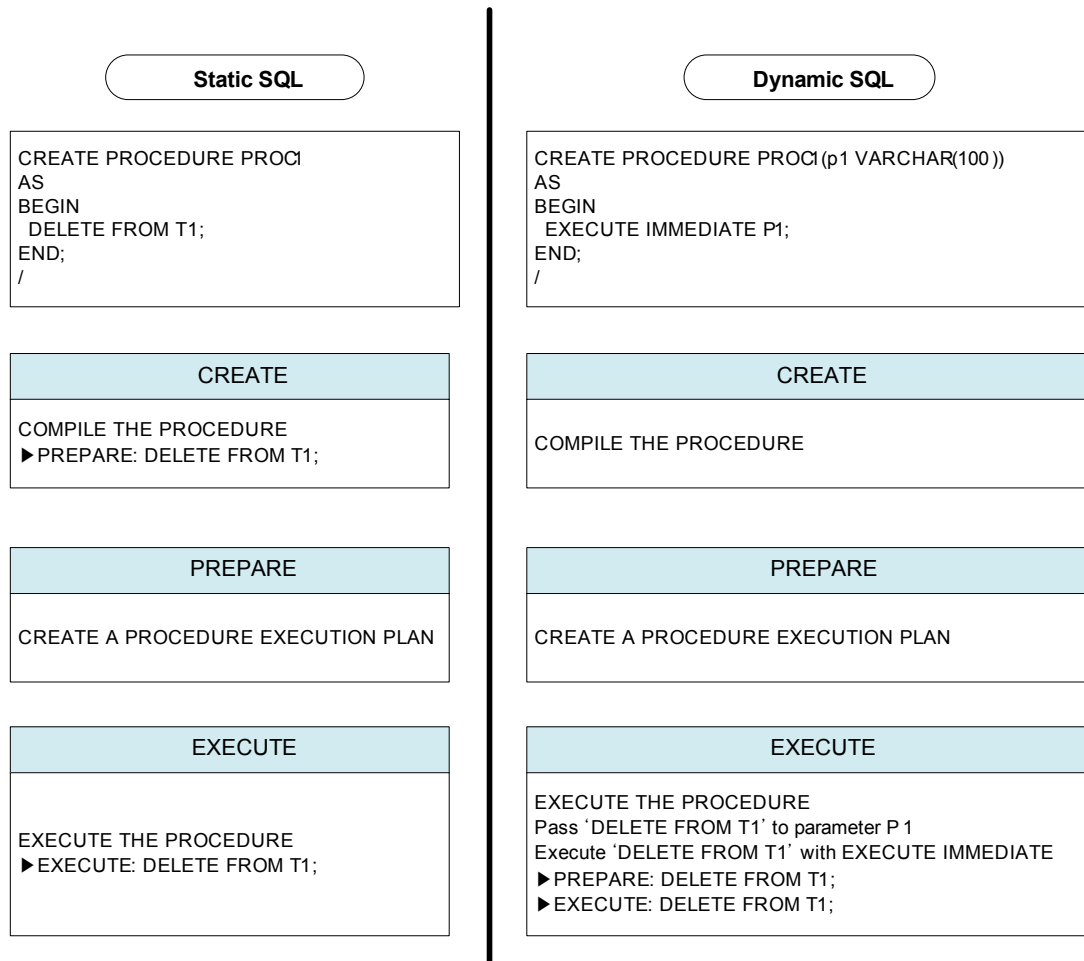 Static SQL
CREATE PROCEDURE PROC1
AS
BEGIN
DELETE FROM T1;
END;
/
CREATE
COMPILE THE PROCEDURE
▶PREPARE: DELETE FROM T1;
PREPARE
CREATE A PROCEDURE EXECUTION PLAN
EXECUTE
EXECUTE THE PROCEDURE
▶EXECUTE: DELETE FROM T1;
Dynamic SQL
CREATE PROCEDURE PROC1(p1 VARCHAR(100))
AS
BEGIN
EXECUTE IMMEDIATE P1;
END;
/
CREATE
COMPILE THE PROCEDURE
PREPARE
CREATE A PROCEDURE EXECUTION PLAN
EXECUTE
EXECUTE THE PROCEDURE
Pass ‘DELETE FROM T1’ to parameter P1
Execute ‘DELETE FROM T1’ with EXECUTE IMMEDIATE
▶PREPARE: DELETE FROM T1;
▶EXECUTE: DELETE FROM T1;